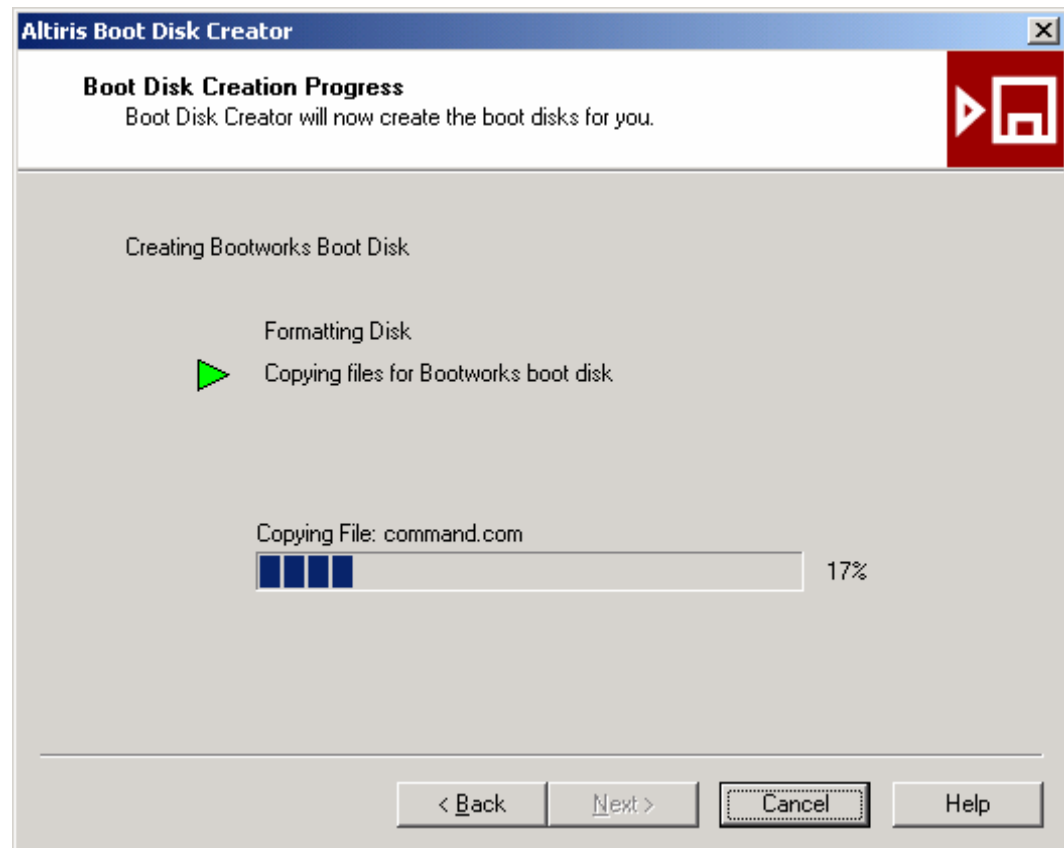 Altiris Boot Disk Creator
Boot Disk Creation Progress
Boot Disk Creator will now create the boot disks for you.
Creating Bootworks Boot Disk
Formatting Disk
Copying files for Bootworks boot disk
Copying File: command.com
17%
< Back Next > Cancel Help